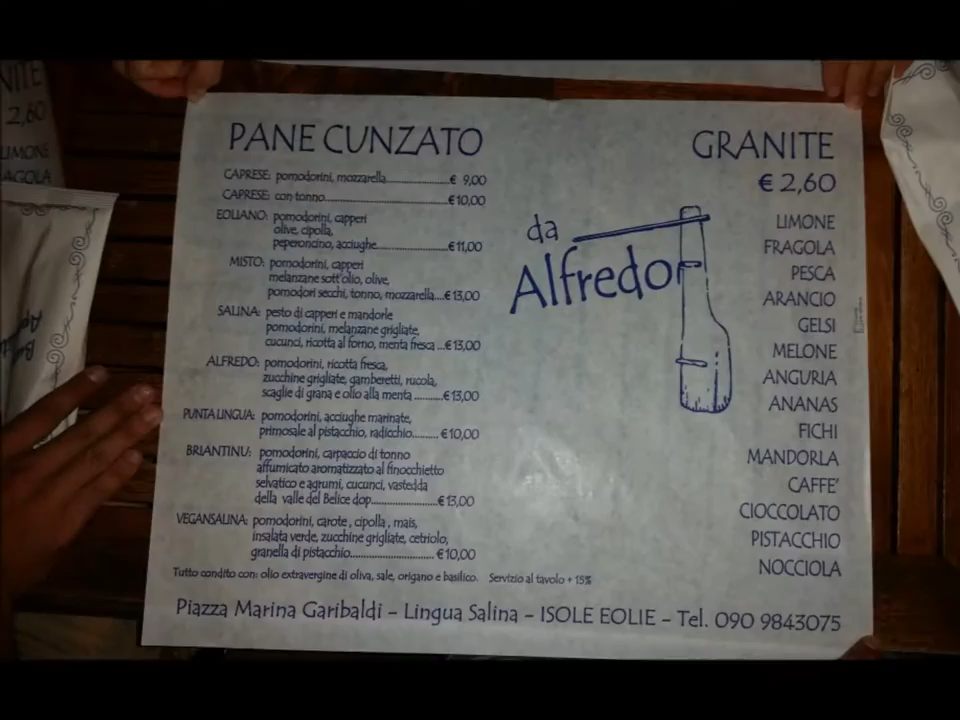 PANE CUNZATO
CAPRESE: pomodorini, mozzarella..............................€ 9,00
CAPRESE: con tonno.........................................€10,00
EOLIANO: pomodorini, capperi
olive, cipolla,
peperoncino, acciughe..............................€11,00
MISTO: pomodorini, capperi
melanzane sott'olio, olive,
pomodori secchi, tonno, mozzarella...€13,00
SALINA: pesto di capperi e mandorle
pomodorini, melanzane grigliate,
cucunci, ricotta al forno, menta fresca ...€13,00
ALFREDO: pomodorini, ricotta fresca,
zucchine grigliate, gamberetti, rucola,
scaglie di grana e olio alla menta ..........€13,00
PUNTA LINGUA: pomodorini, acciughe marinate,
primosale al pistacchio, radicchio......... €10,00
BRIANTINU: pomodorini, carpaccio di tonno
affumicato aromatizzato al finocchietto
selvatico e agrumi, cucunci, vastedda
della valle del Belice dop................................€13,00
VEGANSALINA: pomodorini, carote , cipolla , mais,
insalata verde, zucchine grigliate, cetriolo,
granella di pistacchio............................. €10,00
Tutto condito con: olio extravergine di oliva, sale, origano e basilico. Servizio al tavolo + 15%
da
Alfredo
GRANITE
€ 2,60
LIMONE
FRAGOLA
PESCA
ARANCIO
GELSI
MELONE
ANGURIA
ANANAS
FICHI
MANDORLA
CAFFE'
CIOCCOLATO
PISTACCHIO
NOCCIOLA
Piazza Marina Garibaldi – Lingua Salina – ISOLE EOLIE – Tel. 090 9843075
NITE
2,60
LIMONE
AGOLA